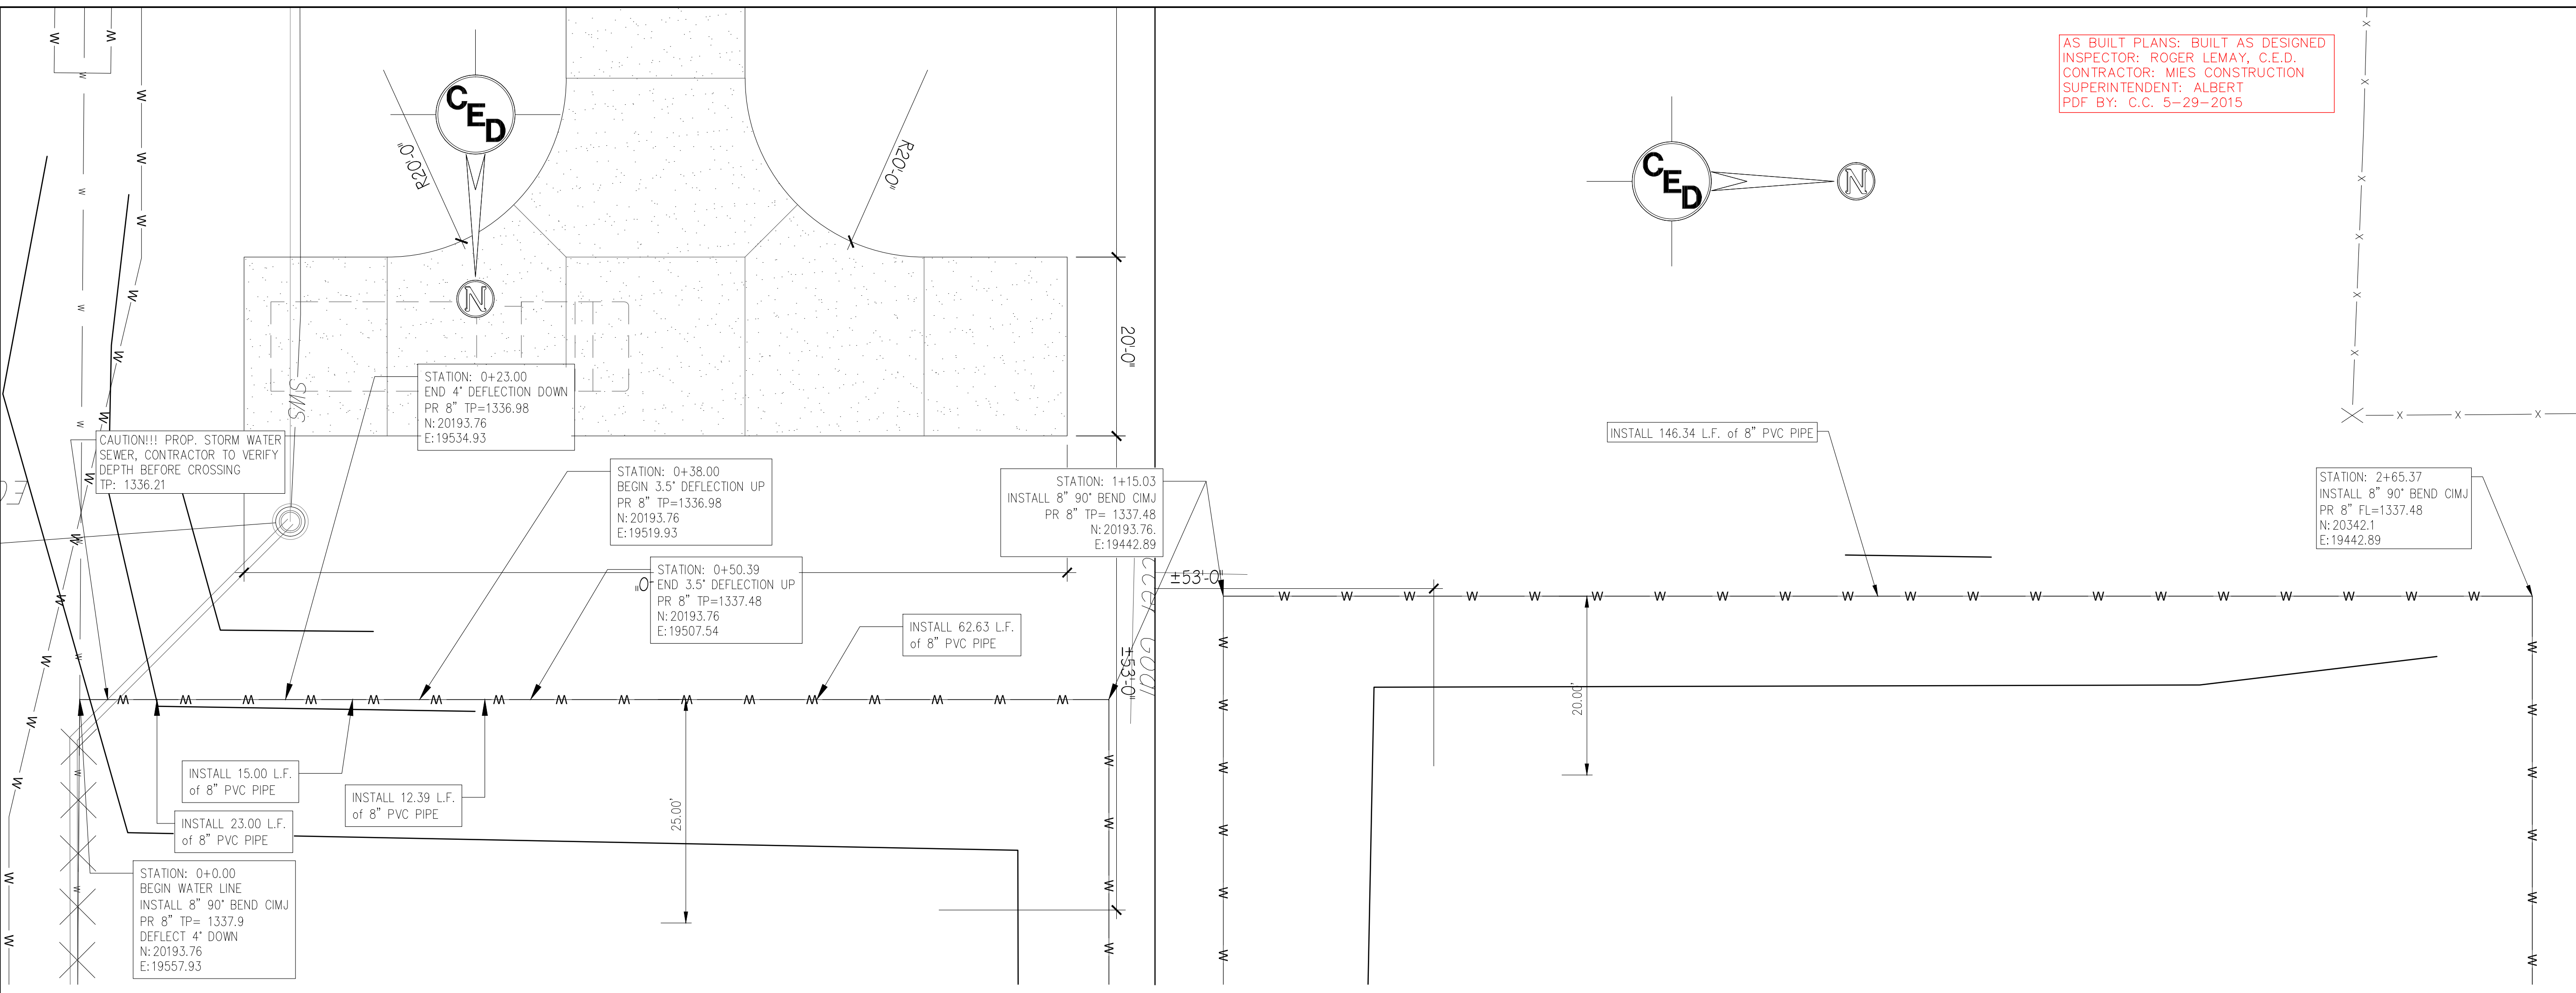 AS BUILT PLANS: BUILT AS DESIGNED
INSPECTOR: ROGER LEMAY, C.E.D.
CONTRACTOR: MIES CONSTRUCTION
SUPERINTENDENT: ALBERT
PDF BY: C.C. 5-29-2015
CED
N
R20'-0"
R20'-0"
20'-0"
SWS
STATION: 0+23.00
END 4° DEFLECTION DOWN
PR 8" TP=1336.98
N:20193.76
E:19534.93
CAUTION!!! PROP. STORM WATER
SEWER, CONTRACTOR TO VERIFY
DEPTH BEFORE CROSSING
TP: 1336.21
STATION: 0+38.00
BEGIN 3.5° DEFLECTION UP
PR 8" TP=1336.98
N:20193.76
E:19519.93
STATION: 0+50.39
END 3.5° DEFLECTION UP
PR 8" TP=1337.48
N:20193.76
E:19507.54
INSTALL 62.63 L.F.
of 8" PVC PIPE
STATION: 1+15.03
INSTALL 8" 90° BEND CIMJ
PR 8" TP= 1337.48
N:20193.76.
E:19442.89
±53'-0"
INSTALL 15.00 L.F.
of 8" PVC PIPE
INSTALL 12.39 L.F.
of 8" PVC PIPE
INSTALL 23.00 L.F.
of 8" PVC PIPE
25.00'
STATION: 0+0.00
BEGIN WATER LINE
INSTALL 8" 90° BEND CIMJ
PR 8" TP= 1337.9
DEFLECT 4° DOWN
N:20193.76
E:19557.93
CED
N
INSTALL 146.34 L.F. of 8" PVC PIPE
STATION: 2+65.37
INSTALL 8" 90° BEND CIMJ
PR 8" FL=1337.48
N:20342.1
E:19442.89
±53'-0"
20.00'